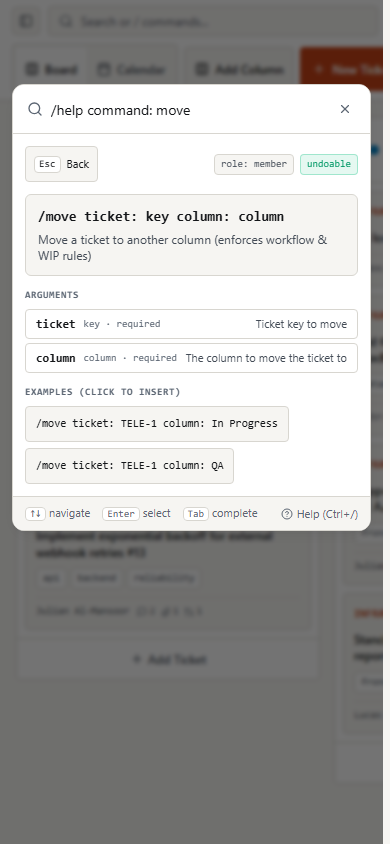 Search or / commands...
Board
Calendar
Add Column
/help command: move
Esc Back
role: member
undoable
/move ticket: key column: column
Move a ticket to another column (enforces workflow &
WIP rules)
ARGUMENTS
ticket key · required Ticket key to move
column column · required The column to move the ticket to
EXAMPLES (CLICK TO INSERT)
/move ticket: TELE-1 column: In Progress
/move ticket: TELE-1 column: QA
↑↓ navigate Enter select Tab complete Help (Ctrl+/)
Implement exponential backoff for external
webhook retries
api backend reliability
+ Add Ticket